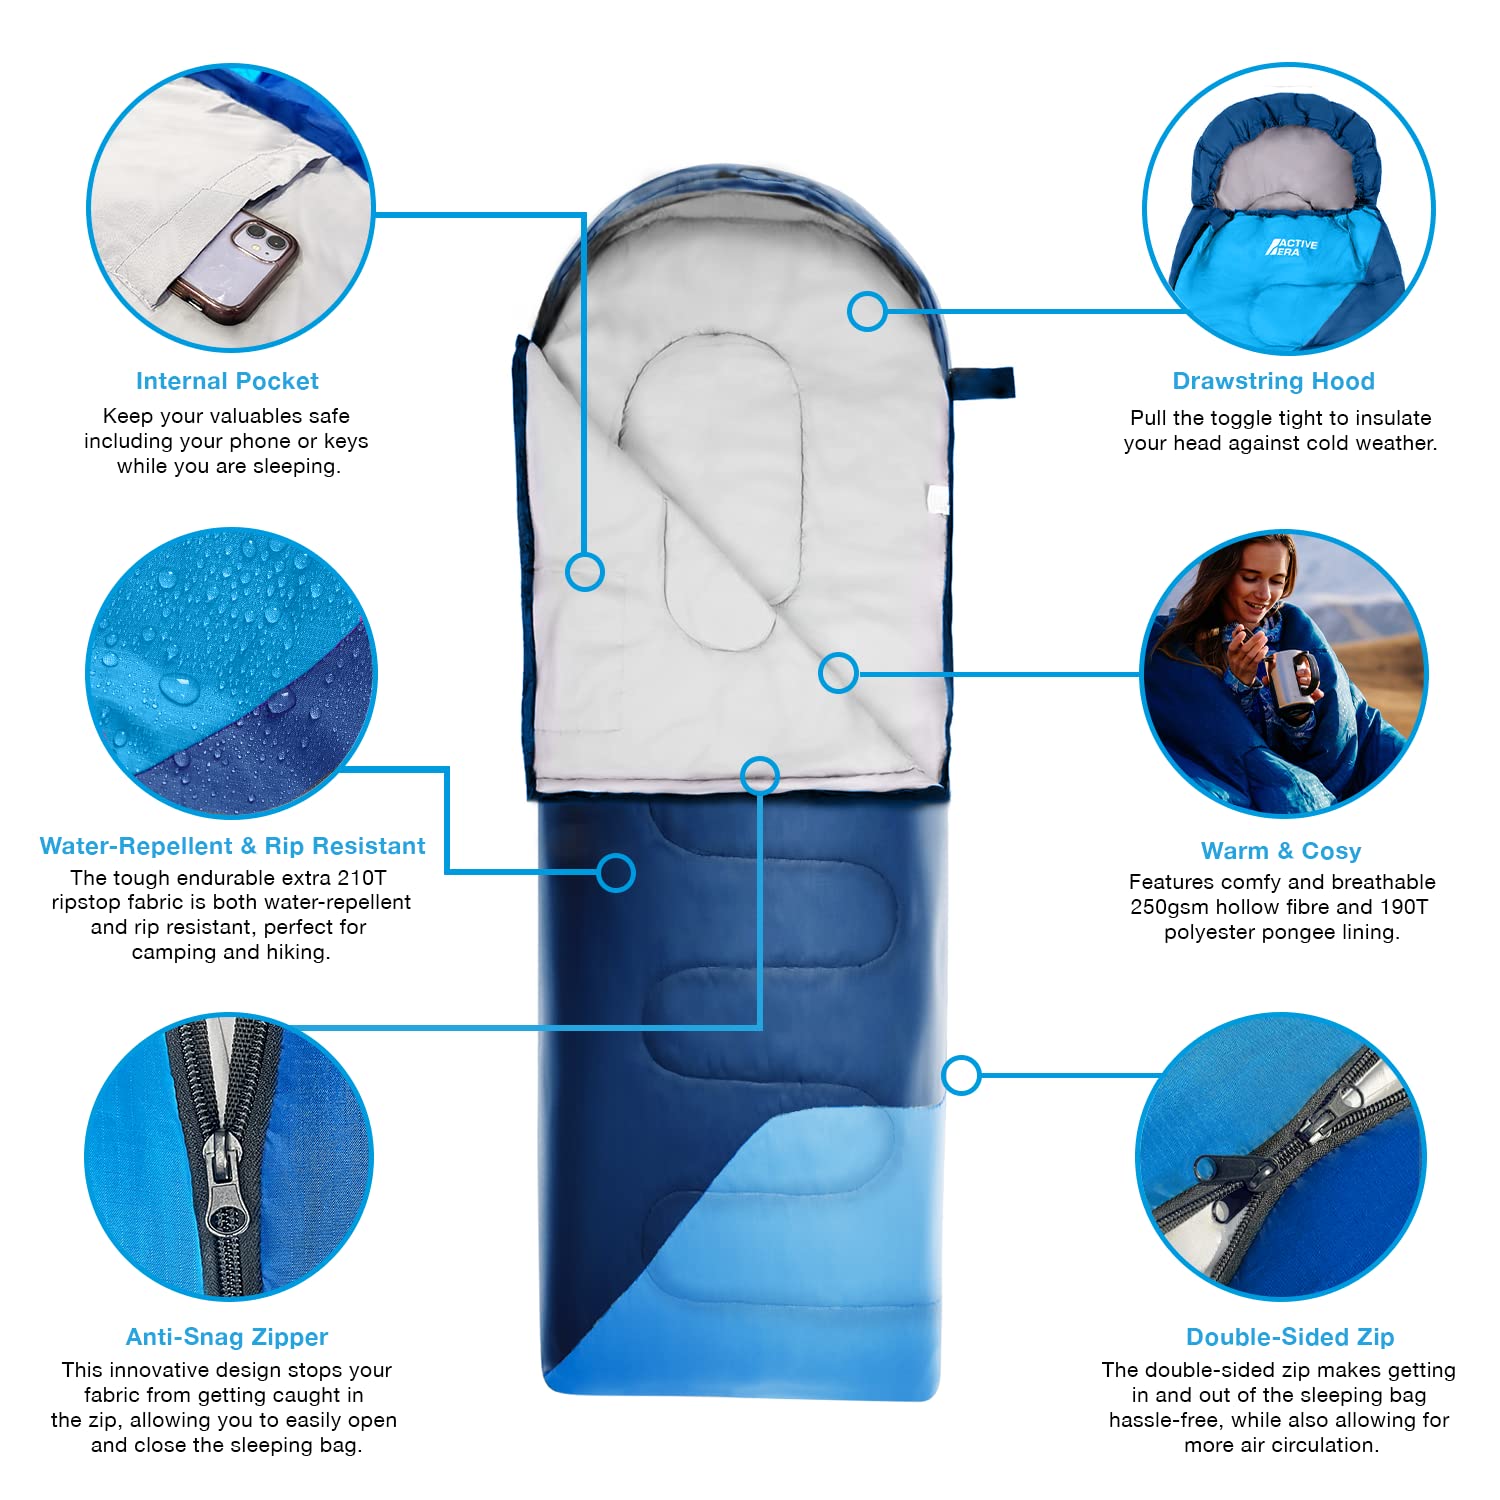 Internal Pocket
Keep your valuables safe
including your phone or keys
while you are sleeping.
ACTIVE
ERA
Drawstring Hood
Pull the toggle tight to insulate
your head against cold weather.
Water-Repellent & Rip Resistant
The tough endurable extra 210T
ripstop fabric is both water-repellent
and rip resistant, perfect for
camping and hiking.
Warm & Cosy
Features comfy and breathable
250gsm hollow fibre and 190T
polyester pongee lining.
Anti-Snag Zipper
This innovative design stops your
fabric from getting caught in
the zip, allowing you to easily open
and close the sleeping bag.
Double-Sided Zip
The double-sided zip makes getting
in and out of the sleeping bag
hassle-free, while also allowing for
more air circulation.